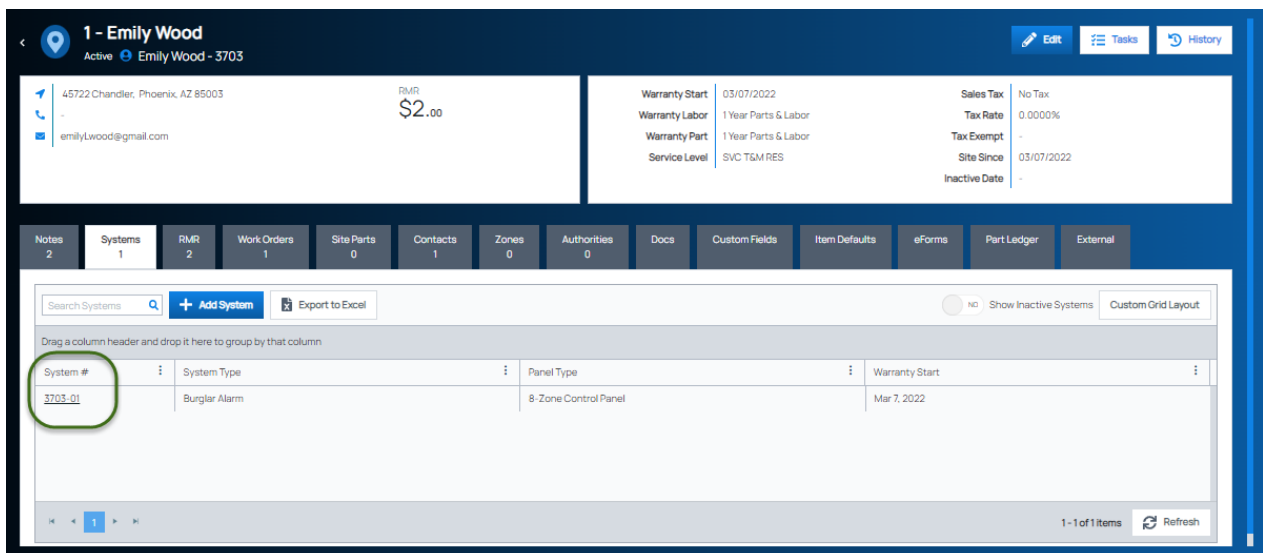 1 - Emily Wood
Active Emily Wood - 3703
Edit
Tasks
History
45722 Chandler, Phoenix, AZ 85003
-
emilyLwood@gmail.com
RMR
$2.00
Warranty Start 03/07/2022
Warranty Labor 1 Year Parts & Labor
Warranty Part 1 Year Parts & Labor
Service Level SVC T&M RES
Sales Tax No Tax
Tax Rate 0.0000%
Tax Exempt -
Site Since 03/07/2022
Inactive Date -
Notes 2
Systems 1
RMR 2
Work Orders 1
Site Parts 0
Contacts 1
Zones 0
Authorities 0
Docs
Custom Fields
Item Defaults
eForms
Part Ledger
External
Search Systems
+ Add System
Export to Excel
NO Show Inactive Systems
Custom Grid Layout
Drag a column header and drop it here to group by that column
System # System Type Panel Type Warranty Start
3703-01 Burglar Alarm 8-Zone Control Panel Mar 7, 2022
1
1 - 1 of 1 items
Refresh